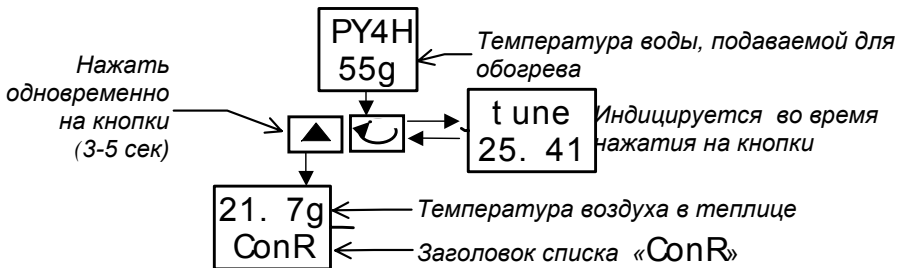 PY4H
55g
Температура воды, подаваемой для
обогрева
Нажать
одновременно
на кнопки
(3-5 сек)
t une
25. 41
Индицируется во время
нажатия на кнопки
21. 7g
ConR
Температура воздуха в теплице
Заголовок списка «ConR»